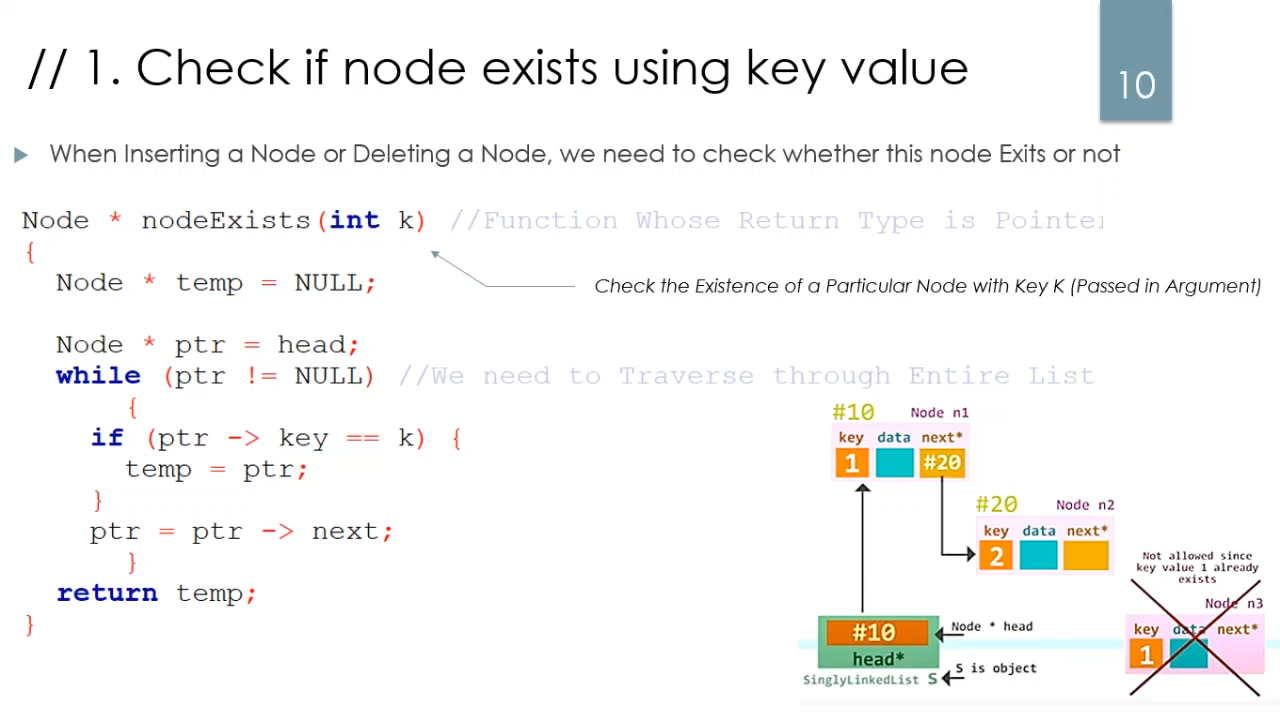 // 1. Check if node exists using key value
10
When Inserting a Node or Deleting a Node, we need to check whether this node Exits or not
Node * nodeExists(int k) //Function Whose Return Type is Pointer
{
Node * temp = NULL;
Check the Existence of a Particular Node with Key K (Passed in Argument)
Node * ptr = head;
while (ptr != NULL) //We need to Traverse through Entire List
{
if (ptr -> key == k) {
temp = ptr;
}
ptr = ptr -> next;
}
return temp;
}
#10 Node n1
key data next*
1 #20
#20 Node n2
key data next*
2
Not allowed since
key value 1 already
exists
Node n3
key data next*
1
#10 Node * head
head*
S is object
SinglyLinkedList S